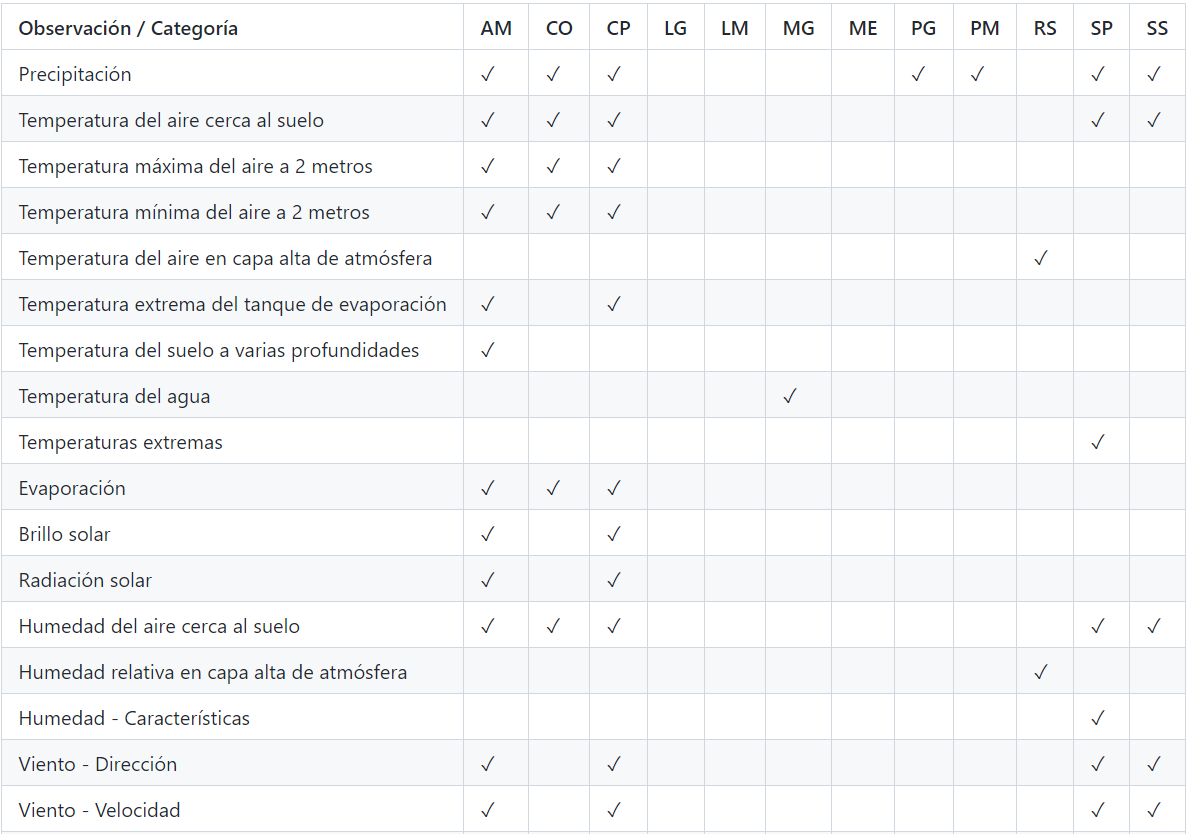 Observación / Categoría AM CO CP LG LM MG ME PG PM RS SP SS
Precipitación ✓ ✓ ✓ ✓ ✓ ✓ ✓
Temperatura del aire cerca al suelo ✓ ✓ ✓ ✓ ✓
Temperatura máxima del aire a 2 metros ✓ ✓ ✓
Temperatura mínima del aire a 2 metros ✓ ✓ ✓
Temperatura del aire en capa alta de atmósfera ✓
Temperatura extrema del tanque de evaporación ✓ ✓
Temperatura del suelo a varias profundidades ✓
Temperatura del agua ✓
Temperaturas extremas ✓
Evaporación ✓ ✓ ✓
Brillo solar ✓ ✓
Radiación solar ✓ ✓
Humedad del aire cerca al suelo ✓ ✓ ✓ ✓ ✓
Humedad relativa en capa alta de atmósfera ✓
Humedad - Características ✓
Viento - Dirección ✓ ✓ ✓ ✓
Viento - Velocidad ✓ ✓ ✓ ✓